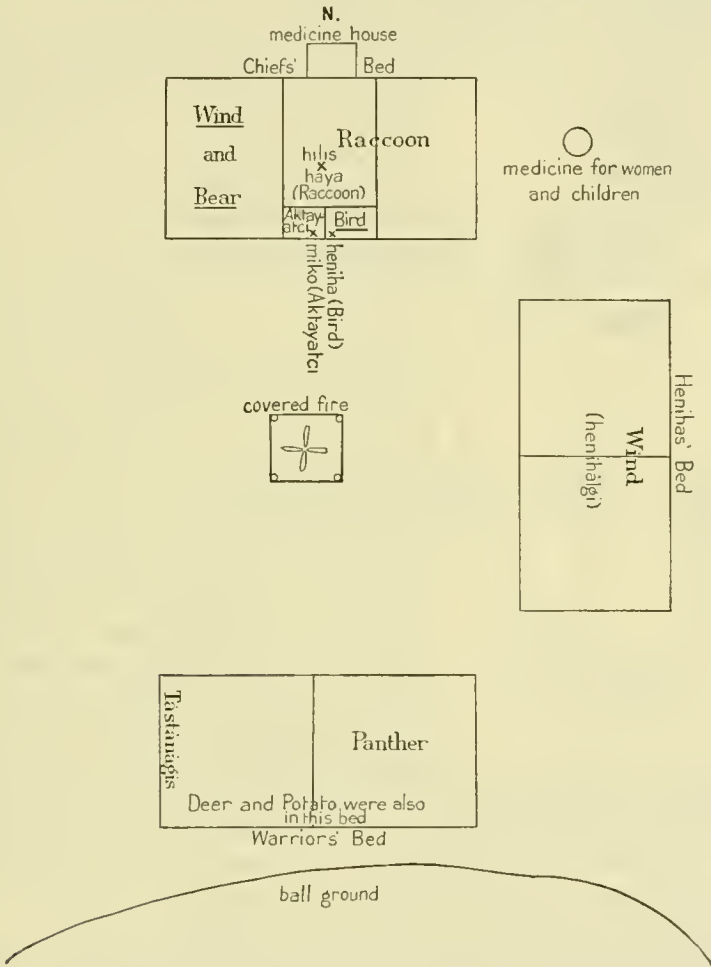 N.
medicine house
Chiefs' Bed
Wind
and
Bear
Raccoon
hilis
haya
(Raccoon)
Aktay-
atci
Bird
miko (Aktayatci
heniha (Bird)
medicine for women
and children
covered fire
Henihas' Bed
Wind
(henihălgi)
Tăstănăgis
Panther
Deer and Potato were also
in this bed
Warriors' Bed
ball ground